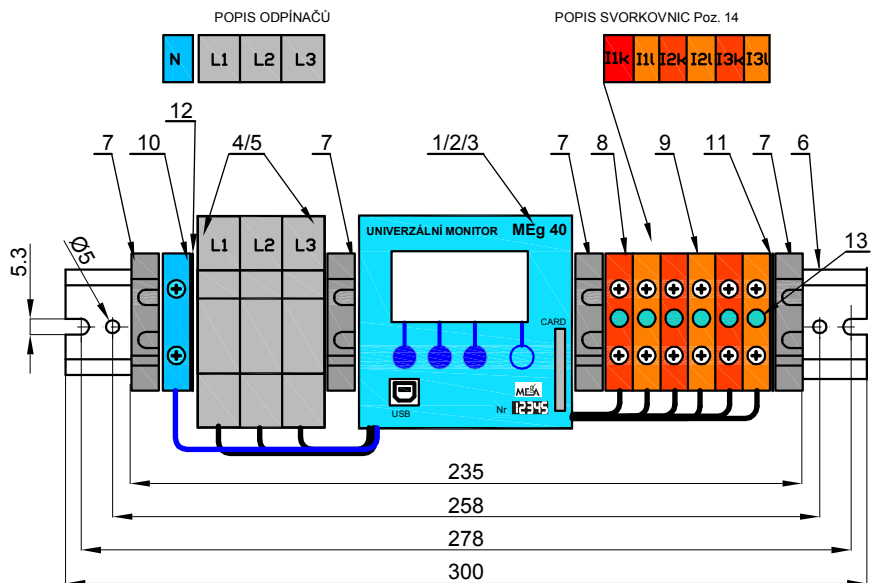 POPIS ODPÍNAČŮ
POPIS SVORKOVNIC Poz. 14
N L1 L2 L3
I1k I1l I2k I2l I3k I3l
7 10 12 4/5 7 1/2/3 7 8 9 11 7 6
13
5.3
Ø5
L1 L2 L3
UNIVERZÁLNÍ MONITOR MEg 40
CARD
USB
MEgA
Nr 12345
235
258
278
300